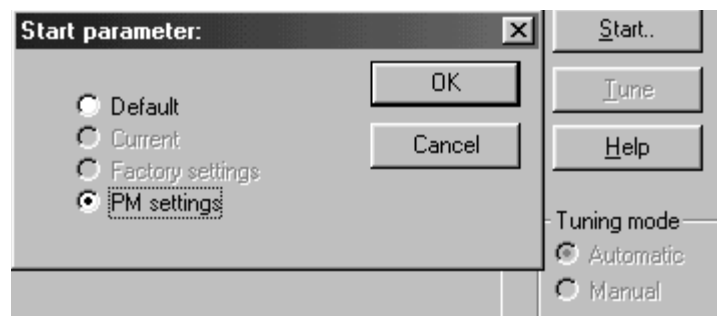 Start parameter:
Default
Current
Factory settings
PM settings
OK
Cancel
Start..
Tune
Help
Tuning mode
Automatic
Manual